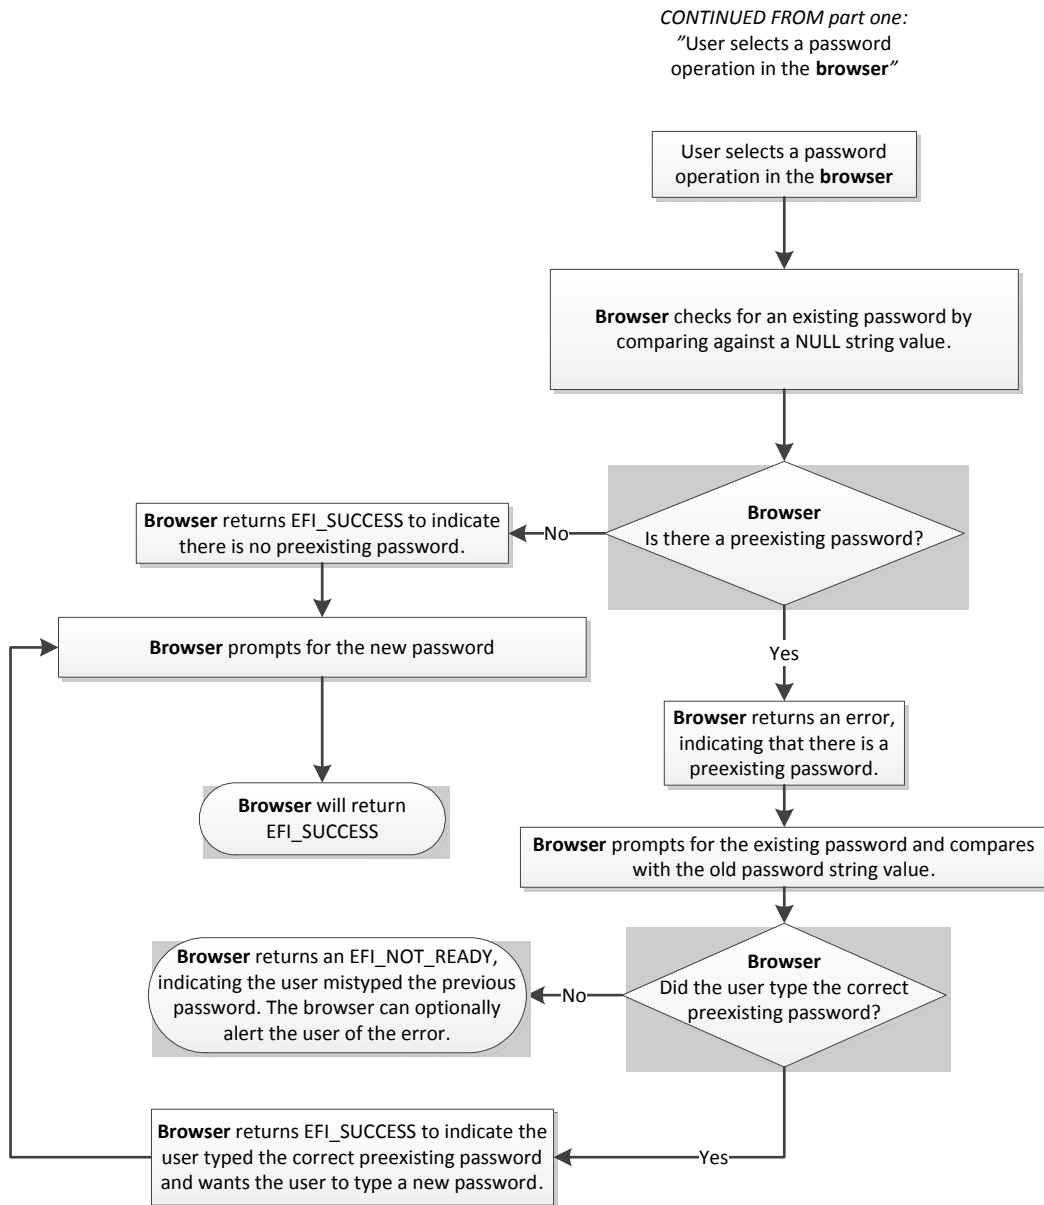 CONTINUED FROM part one:
"User selects a password
operation in the browser"
User selects a password
operation in the browser
Browser checks for an existing password by
comparing against a NULL string value.
Browser
Is there a preexisting password?
No
Browser returns EFI_SUCCESS to indicate
there is no preexisting password.
Browser prompts for the new password
Browser will return
EFI_SUCCESS
Yes
Browser returns an error,
indicating that there is a
preexisting password.
Browser prompts for the existing password and compares
with the old password string value.
Browser
Did the user type the correct
preexisting password?
No
Browser returns an EFI_NOT_READY,
indicating the user mistyped the previous
password. The browser can optionally
alert the user of the error.
Yes
Browser returns EFI_SUCCESS to indicate the
user typed the correct preexisting password
and wants the user to type a new password.